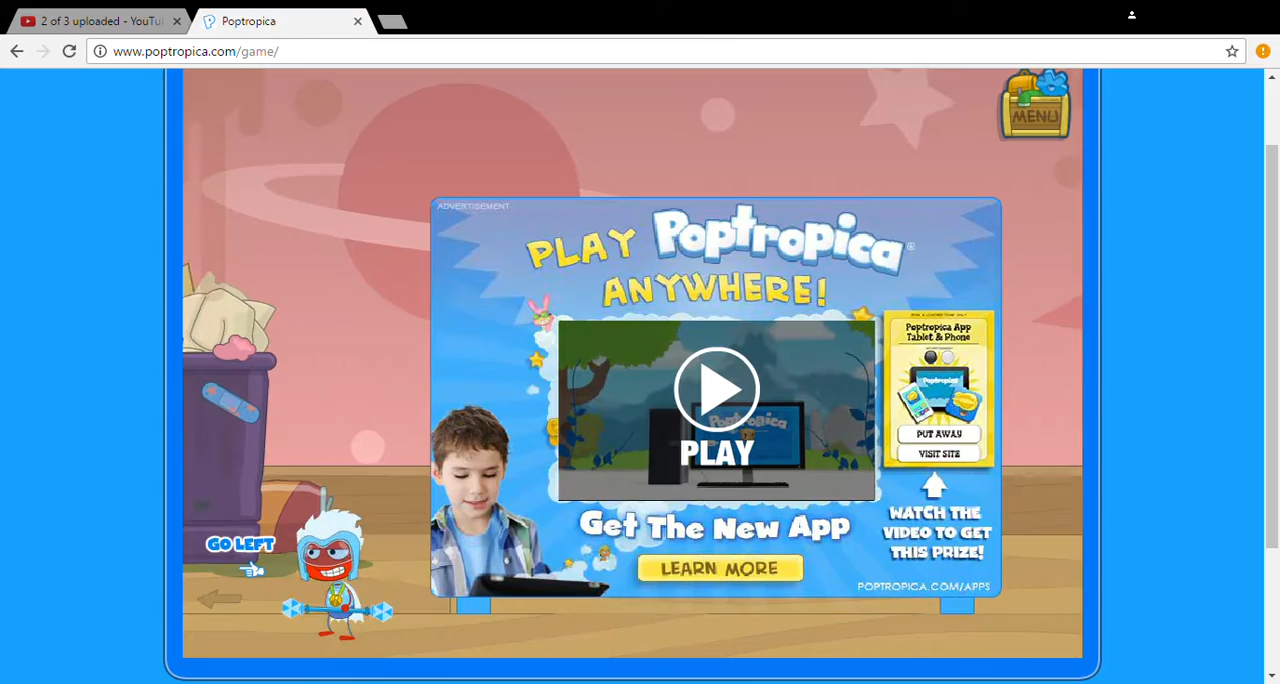 2 of 3 uploaded - YouTu
Poptropica
www.poptropica.com/game/
MENU
ADVERTISEMENT
PLAY Poptropica®
ANYWHERE!
Poptropica App
Tablet & Phone
Poptropica
PUT AWAY
VISIT SITE
PLAY
WATCH THE
VIDEO TO GET
THIS PRIZE!
Get The New App
LEARN MORE
POPTROPICA.COM/APPS
GO LEFT